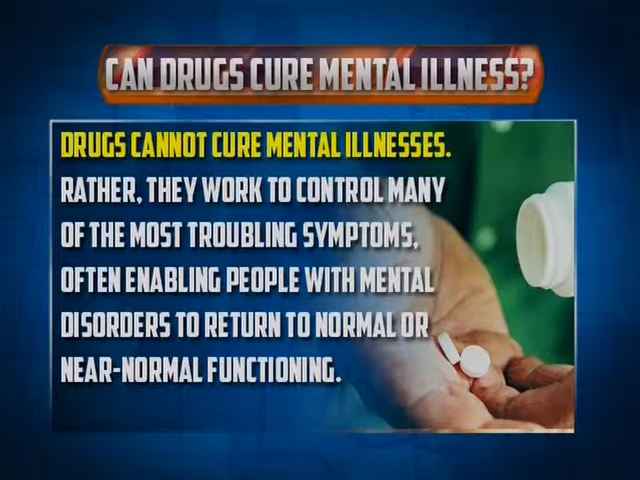 CAN DRUGS CURE MENTAL ILLNESS?
DRUGS CANNOT CURE MENTAL ILLNESSES.
RATHER, THEY WORK TO CONTROL MANY
OF THE MOST TROUBLING SYMPTOMS,
OFTEN ENABLING PEOPLE WITH MENTAL
DISORDERS TO RETURN TO NORMAL OR
NEAR-NORMAL FUNCTIONING.